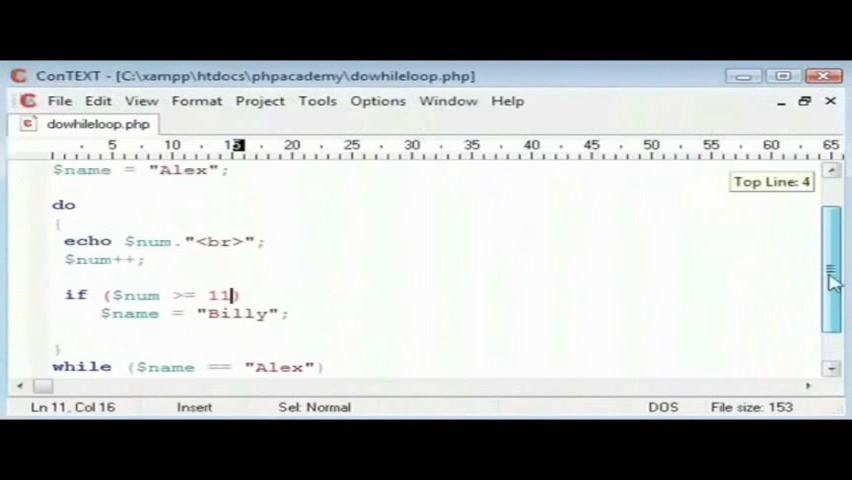 ConTEXT - [C:\xampp\htdocs\phpacademy\dowhileloop.php]
File Edit View Format Project Tools Options Window Help
dowhileloop.php
5 10 15 20 25 30 35 40 45 50 55 60 65
$name = "Alex";
Top Line: 4
do
{
echo $num."<br>";
$num++;
if ($num >= 11)
$name = "Billy";
}
while ($name == "Alex")
Ln 11, Col 16 Insert Sel: Normal DOS File size: 153